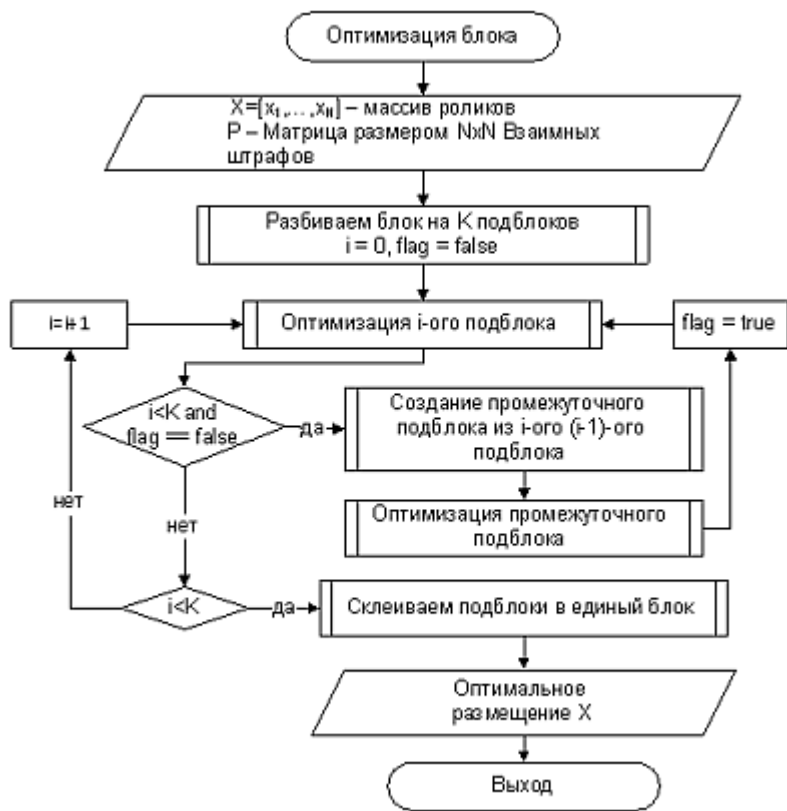 Оптимизация блока
X=[x₁,...,x_N] – массив роликов
P – Матрица размером NxN Взаимных
штрафов
Разбиваем блок на K подблоков
i = 0, flag = false
i=i+1
Оптимизация i-ого подблока
flag = true
i<K and
flag == false
да
Создание промежуточного
подблока из i-ого (i-1)-ого
подблока
нет
нет
Оптимизация промежуточного
подблока
i<K
да
Склеиваем подблоки в единый блок
Оптимальное
размещение X
Выход